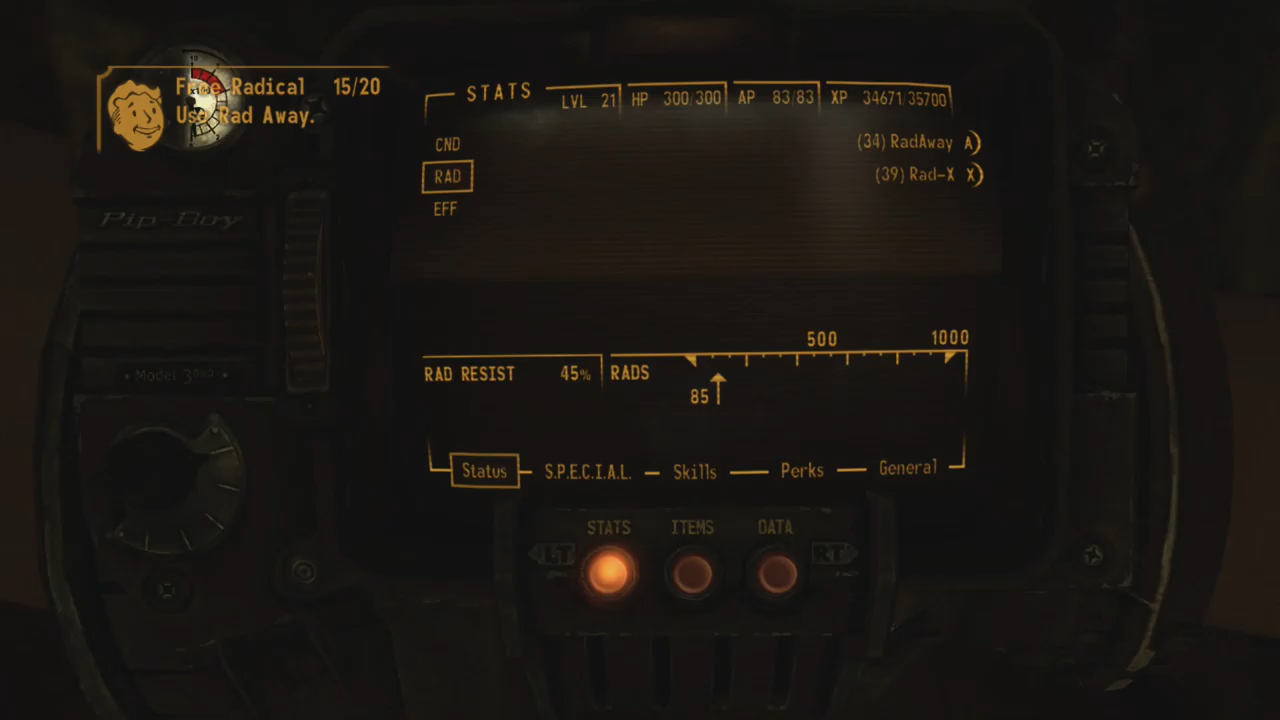 Free Radical 15/20
Use Rad Away.
STATS LVL 21 HP 300/300 AP 83/83 XP 34671/35700
CND
(34) RadAway A)
RAD
(39) Rad-X X)
EFF
Pip-Boy
500 1000
RAD RESIST 45% RADS
85
• Model 3000 •
Status S.P.E.C.I.A.L. Skills Perks General
STATS ITEMS DATA
LT RT